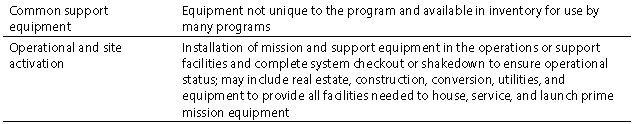 Common support equipment
Equipment not unique to the program and available in inventory for use by many programs
Operational and site activation
Installation of mission and support equipment in the operations or support facilities and complete system checkout or shakedown to ensure operational status; may include real estate, construction, conversion, utilities, and equipment to provide all facilities needed to house, service, and launch prime mission equipment